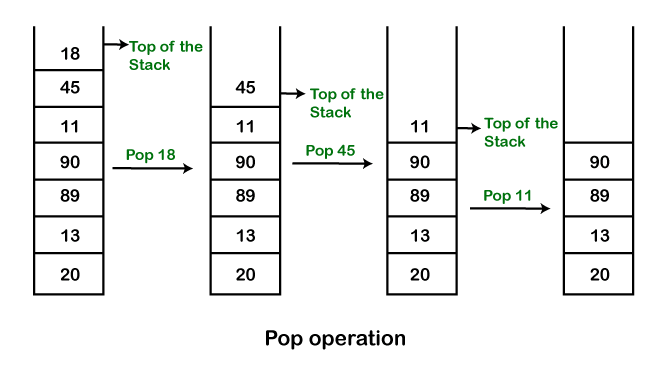 18
45
11
90
89
13
20
Top of the
Stack
Pop 18
45
11
90
89
13
20
Top of the
Stack
Pop 45
11
90
89
13
20
Top of the
Stack
Pop 11
90
89
13
20
Pop operation